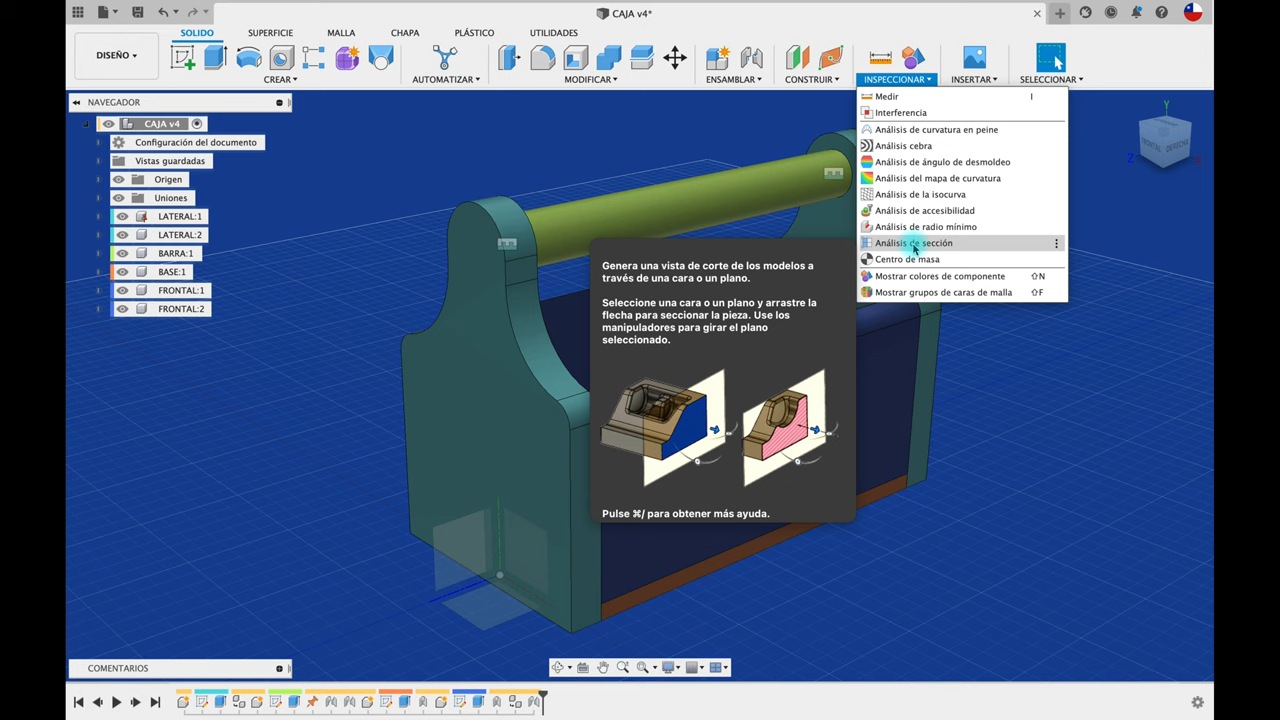 CAJA v4*
SOLIDO
SUPERFICIE
MALLA
CHAPA
PLÁSTICO
UTILIDADES
DISEÑO
CREAR
AUTOMATIZAR
MODIFICAR
ENSAMBLAR
CONSTRUIR
INSPECCIONAR
INSERTAR
SELECCIONAR
NAVEGADOR
CAJA v4
Configuración del documento
Vistas guardadas
Origen
Uniones
LATERAL:1
LATERAL:2
BARRA:1
BASE:1
FRONTAL:1
FRONTAL:2
Medir I
Interferencia
Análisis de curvatura en peine
Análisis cebra
Análisis de ángulo de desmoldeo
Análisis del mapa de curvatura
Análisis de la isocurva
Análisis de accesibilidad
Análisis de radio mínimo
Análisis de sección
Centro de masa
Mostrar colores de componente ⇧N
Mostrar grupos de caras de malla ⇧F
Genera una vista de corte de los modelos a
través de una cara o un plano.
Seleccione una cara o un plano y arrastre la
flecha para seccionar la pieza. Use los
manipuladores para girar el plano
seleccionado.
Pulse ⌘/ para obtener más ayuda.
Y
Z
FRONTAL
DERECHA
COMENTARIOS